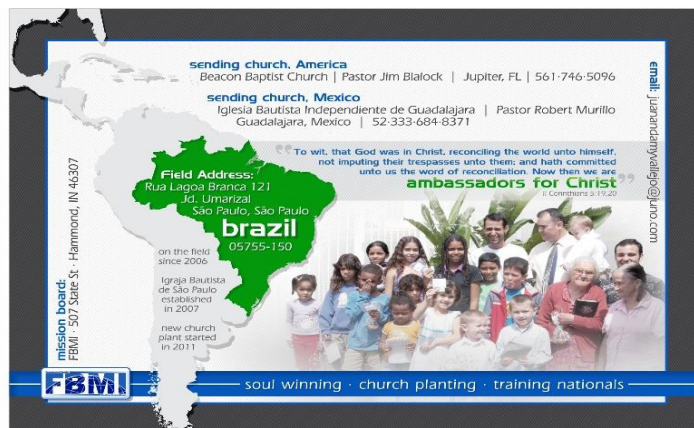 sending church, America
Beacon Baptist Church | Pastor Jim Blalock | Jupiter, FL | 561·746·5096
sending church, Mexico
Iglesia Bautista Independiente de Guadalajara | Pastor Robert Murillo
Guadalajara, Mexico | 52·333·684·8371
email: juanandamyvallejo@juno.com
"To wit, that God was in Christ, reconciling the world unto himself,
not imputing their trespasses unto them; and hath committed
unto us the word of reconciliation. Now then we are
ambassadors for Christ"
II Corinthians 5:19,20
Field Address:
Rua Lagoa Branca 121
Jd. Umarizal
São Paulo, São Paulo
brazil
05755-150
on the field
since 2006
Igraja Bautista
de São Paulo
established
in 2007
new church
plant started
in 2011
mission board:
FBMI · 507 State St · Hammond, IN 46307
FBMI
soul winning · church planting · training nationals